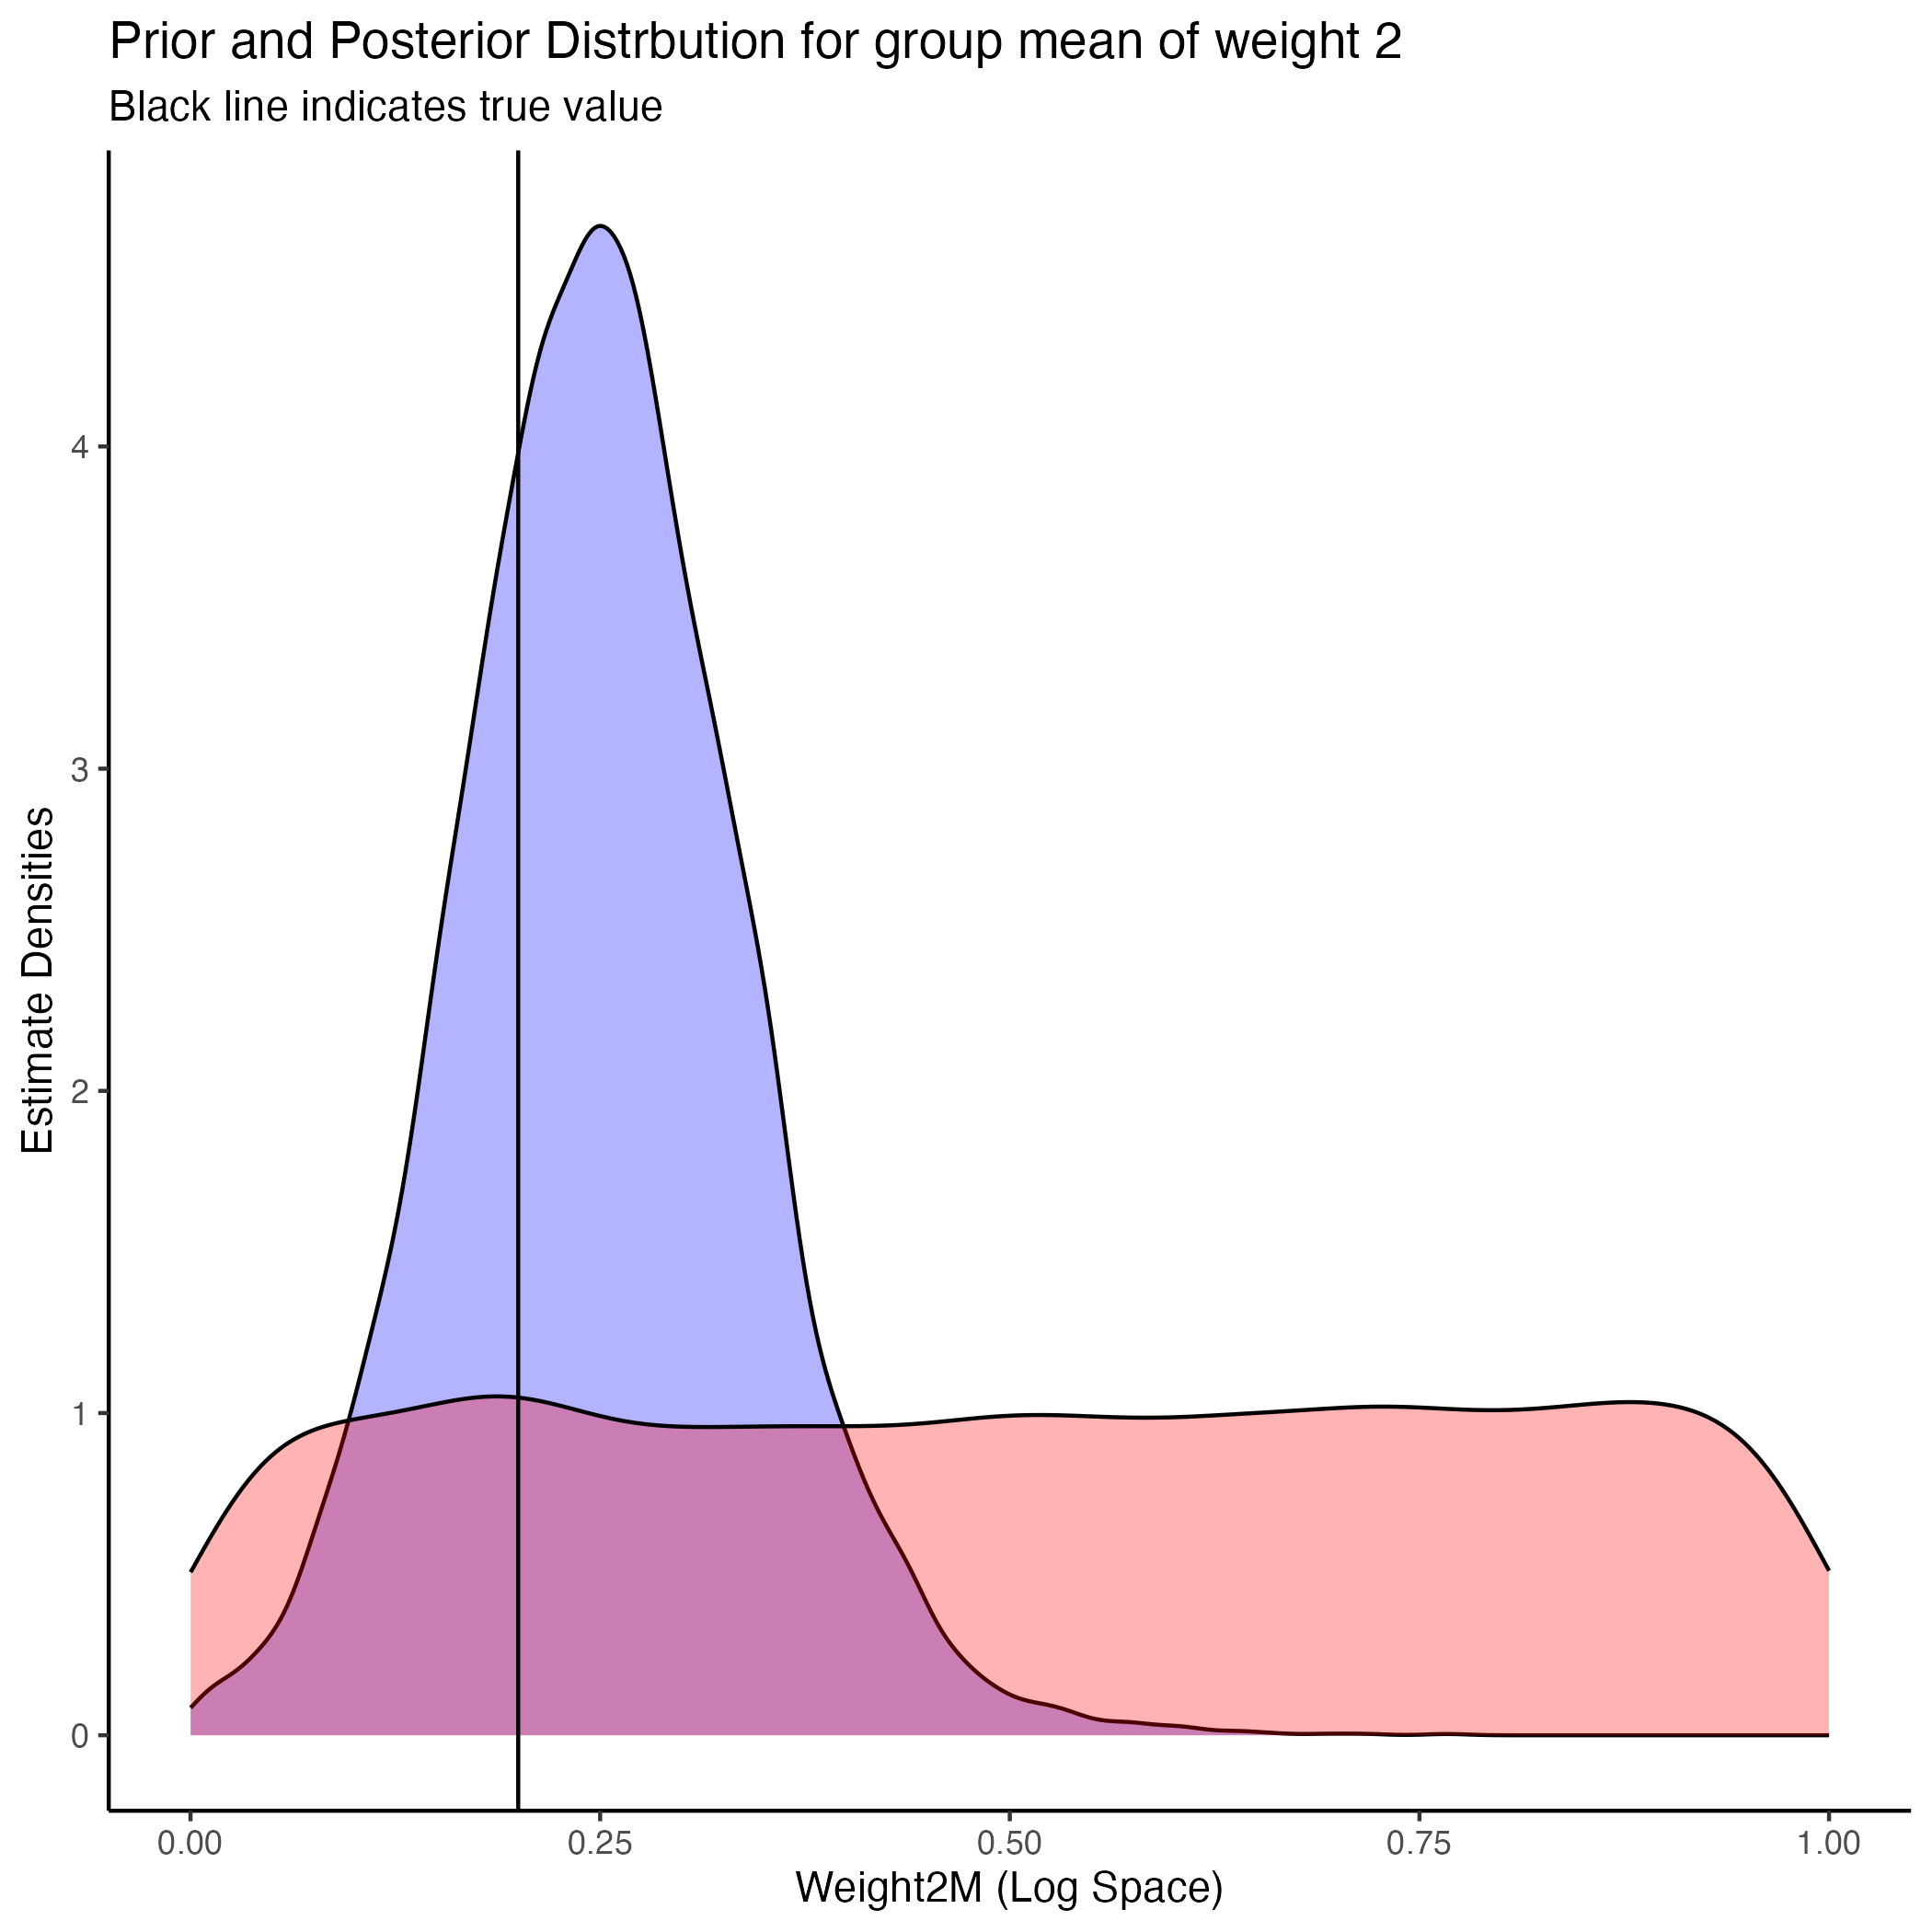 Prior and Posterior Distrbution for group mean of weight 2
Black line indicates true value
Estimate Densities
4
3
2
1
0
0.00 0.25 0.50 0.75 1.00
Weight2M (Log Space)